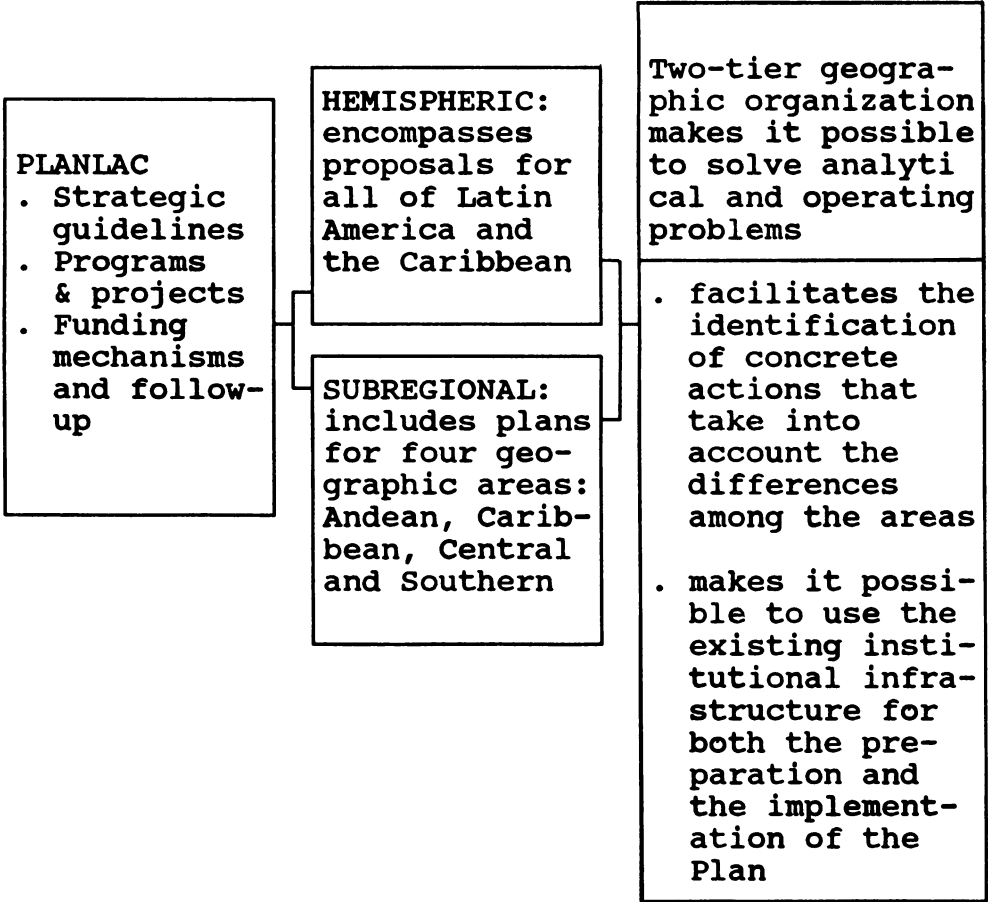 PLANLAC
. Strategic
guidelines
. Programs
& projects
. Funding
mechanisms
and follow-
up
HEMISPHERIC:
encompasses
proposals for
all of Latin
America and
the Caribbean
SUBREGIONAL:
includes plans
for four geo-
graphic areas:
Andean, Carib-
bean, Central
and Southern
Two-tier geogra-
phic organization
makes it possible
to solve analyti
cal and operating
problems
. facilitates the
identification
of concrete
actions that
take into
account the
differences
among the areas
. makes it possi-
ble to use the
existing insti-
tutional infra-
structure for
both the pre-
paration and
the implement-
ation of the
Plan